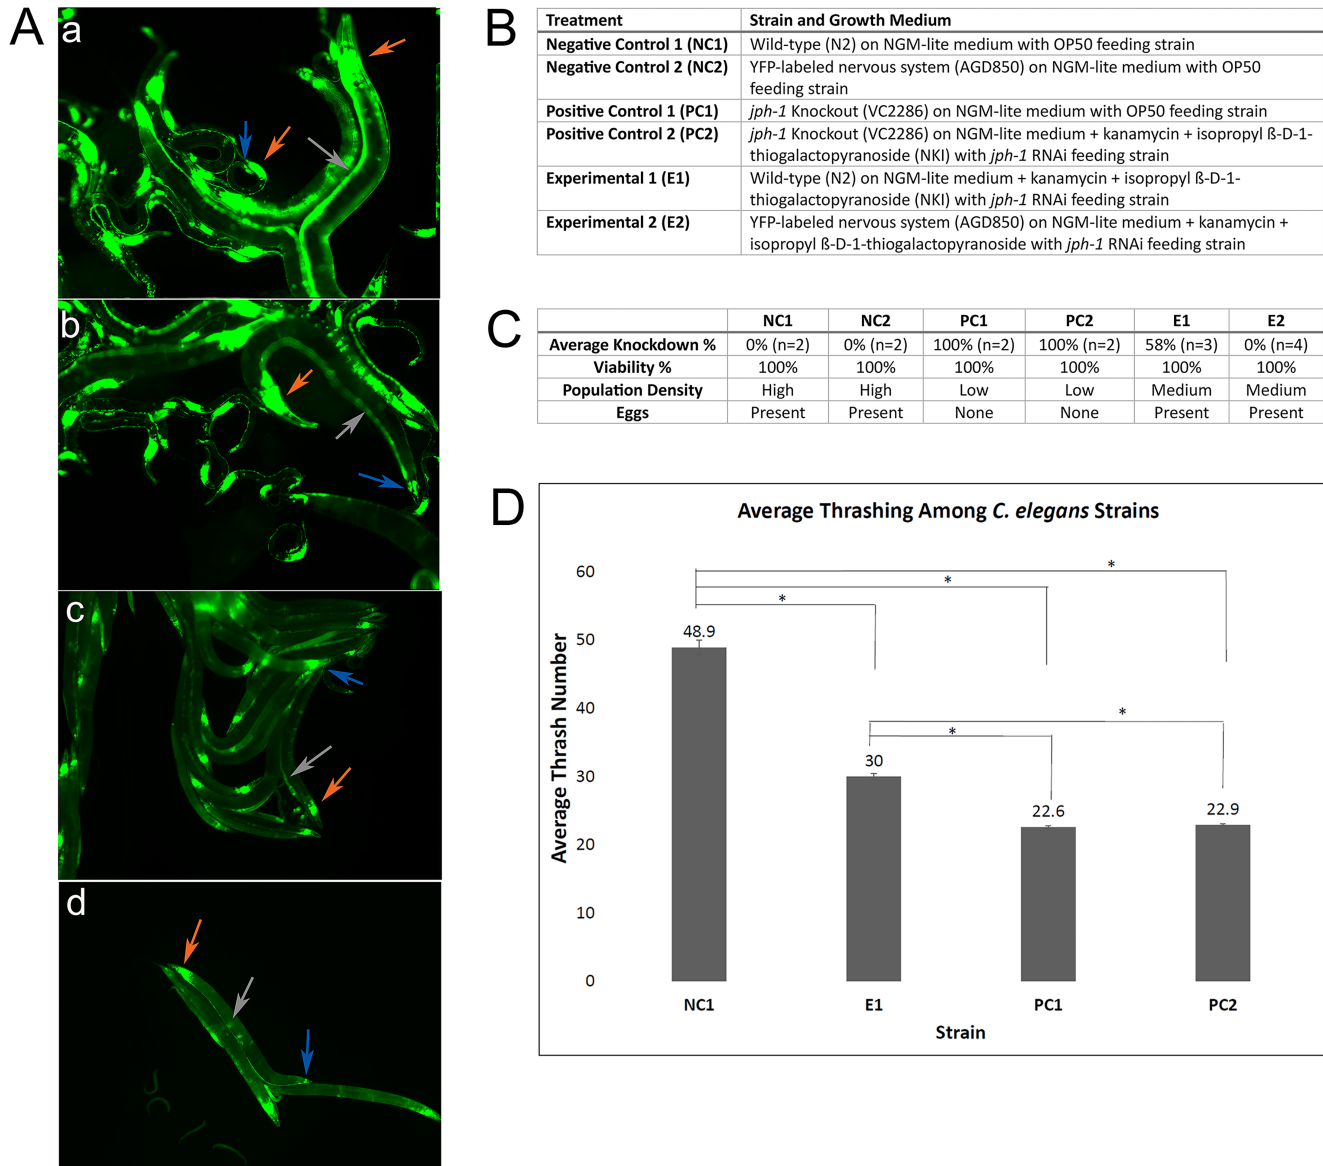 A
a
b
c
d
B
Treatment Strain and Growth Medium
Negative Control 1 (NC1) Wild-type (N2) on NGM-lite medium with OP50 feeding strain
Negative Control 2 (NC2) YFP-labeled nervous system (AGD850) on NGM-lite medium with OP50
feeding strain
Positive Control 1 (PC1) jph-1 Knockout (VC2286) on NGM-lite medium with OP50 feeding strain
Positive Control 2 (PC2) jph-1 Knockout (VC2286) on NGM-lite medium + kanamycin + isopropyl ß-D-1-
thiogalactopyranoside (NKI) with jph-1 RNAi feeding strain
Experimental 1 (E1) Wild-type (N2) on NGM-lite medium + kanamycin + isopropyl ß-D-1-
thiogalactopyranoside (NKI) with jph-1 RNAi feeding strain
Experimental 2 (E2) YFP-labeled nervous system (AGD850) on NGM-lite medium + kanamycin +
isopropyl ß-D-1-thiogalactopyranoside with jph-1 RNAi feeding strain
C
NC1 NC2 PC1 PC2 E1 E2
Average Knockdown % 0% (n=2) 0% (n=2) 100% (n=2) 100% (n=2) 58% (n=3) 0% (n=4)
Viability % 100% 100% 100% 100% 100% 100%
Population Density High High Low Low Medium Medium
Eggs Present Present None None Present Present
D
Average Thrashing Among C. elegans Strains
Average Thrash Number
60
50
40
30
20
10
0
*
*
*
*
*
48.9
30
22.6
22.9
NC1 E1 PC1 PC2
Strain